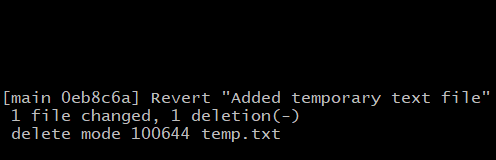 [main 0eb8c6a] Revert "Added temporary text file"
1 file changed, 1 deletion(-)
delete mode 100644 temp.txt